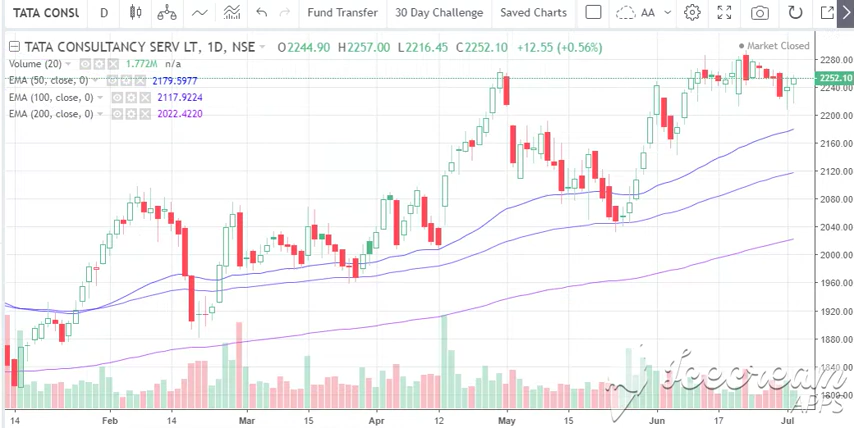 TATA CONSU D Fund Transfer 30 Day Challenge Saved Charts AA
TATA CONSULTANCY SERV LT, 1D, NSE O2244.90 H2257.00 L2216.45 C2252.10 +12.55 (+0.56%)
Market Closed
Volume (20) 1.772M n/a
EMA (50, close, 0) 2179.5977
EMA (100, close, 0) 2117.9224
EMA (200, close, 0) 2022.4220
2280.00
2252.10
2240.00
2200.00
2160.00
2120.00
2080.00
2040.00
2000.00
1960.00
1920.00
1880.00
1840.00
1800.00
Icecream
APPS
14 Feb 14 Mar 15 Apr 12 May 15 Jun 17 Jul